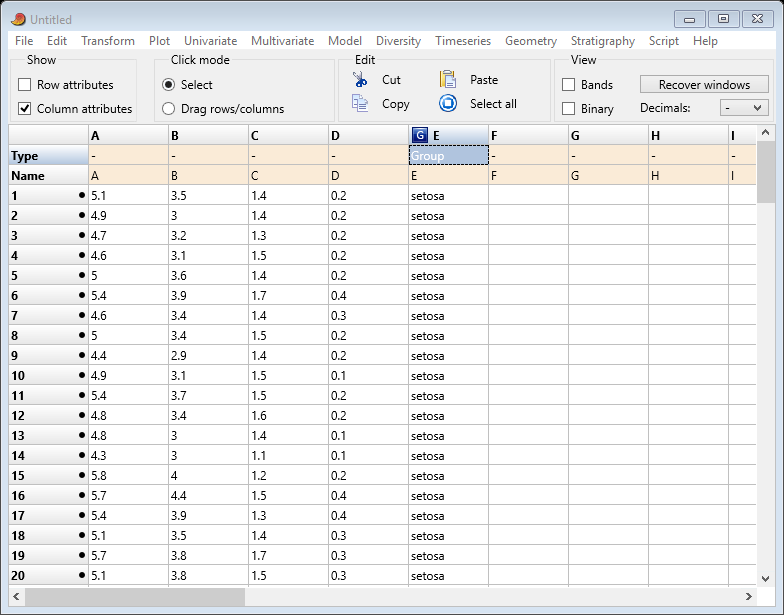 Untitled
File Edit Transform Plot Univariate Multivariate Model Diversity Timeseries Geometry Stratigraphy Script Help
Show Click mode Edit View
Row attributes Select Cut Paste Bands Recover windows
Column attributes Drag rows/columns Copy Select all Binary Decimals: -
A B C D G E F G H I
Type - - - - Group - - - -
Name A B C D E F G H I
1 • 5.1 3.5 1.4 0.2 setosa
2 • 4.9 3 1.4 0.2 setosa
3 • 4.7 3.2 1.3 0.2 setosa
4 • 4.6 3.1 1.5 0.2 setosa
5 • 5 3.6 1.4 0.2 setosa
6 • 5.4 3.9 1.7 0.4 setosa
7 • 4.6 3.4 1.4 0.3 setosa
8 • 5 3.4 1.5 0.2 setosa
9 • 4.4 2.9 1.4 0.2 setosa
10 • 4.9 3.1 1.5 0.1 setosa
11 • 5.4 3.7 1.5 0.2 setosa
12 • 4.8 3.4 1.6 0.2 setosa
13 • 4.8 3 1.4 0.1 setosa
14 • 4.3 3 1.1 0.1 setosa
15 • 5.8 4 1.2 0.2 setosa
16 • 5.7 4.4 1.5 0.4 setosa
17 • 5.4 3.9 1.3 0.4 setosa
18 • 5.1 3.5 1.4 0.3 setosa
19 • 5.7 3.8 1.7 0.3 setosa
20 • 5.1 3.8 1.5 0.3 setosa